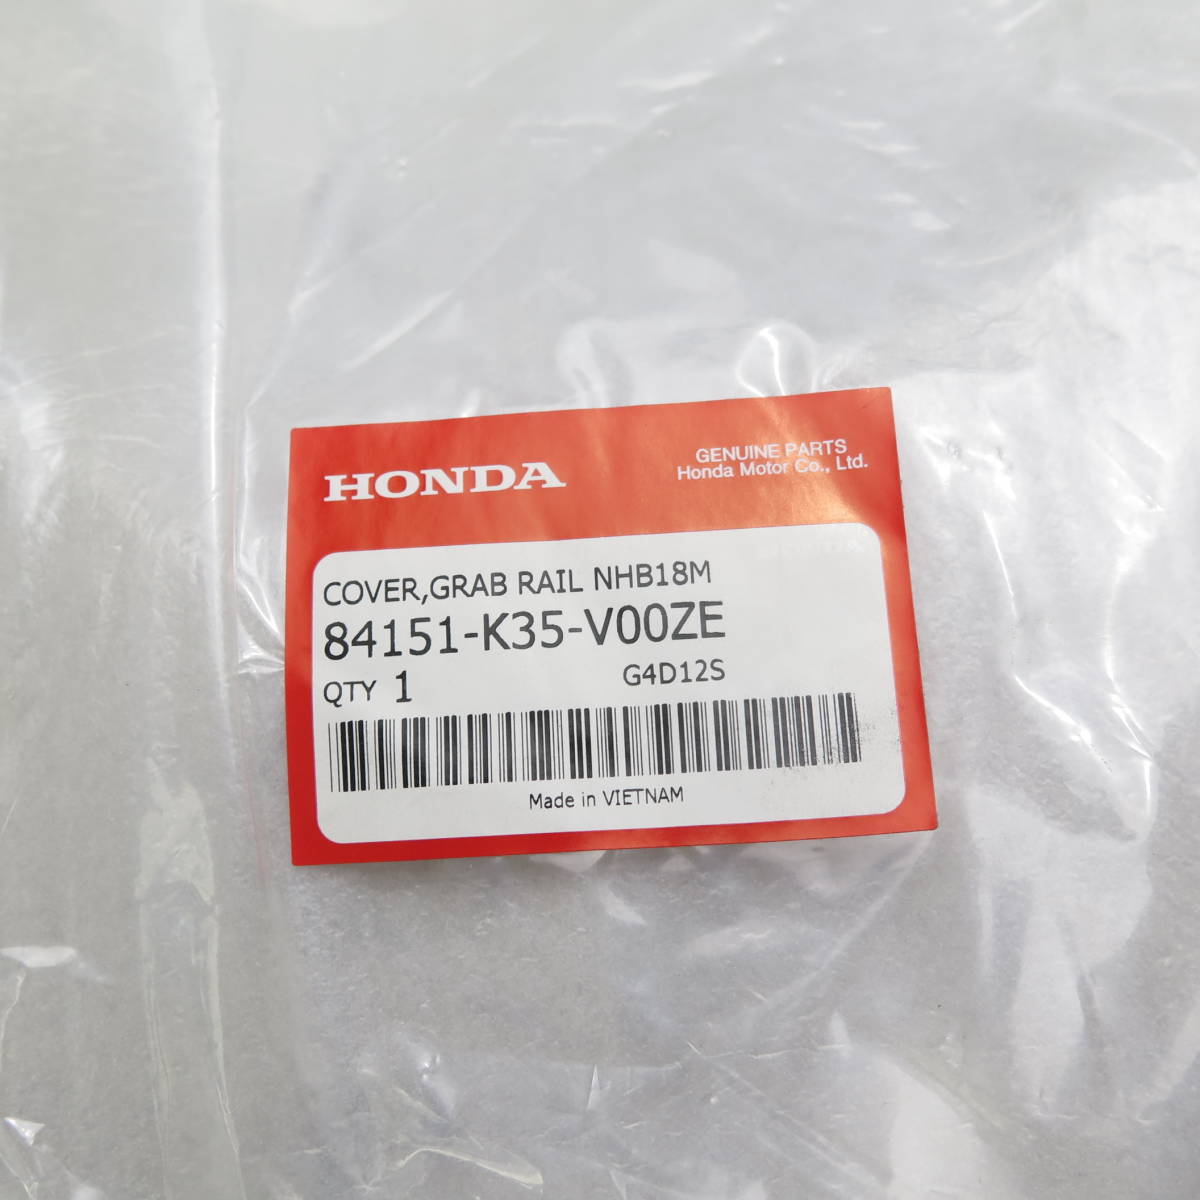 HONDA
GENUINE PARTS
Honda Motor Co., Ltd.
COVER,GRAB RAIL NHB18M
84151-K35-V00ZE
QTY 1
G4D12S
Made in VIETNAM